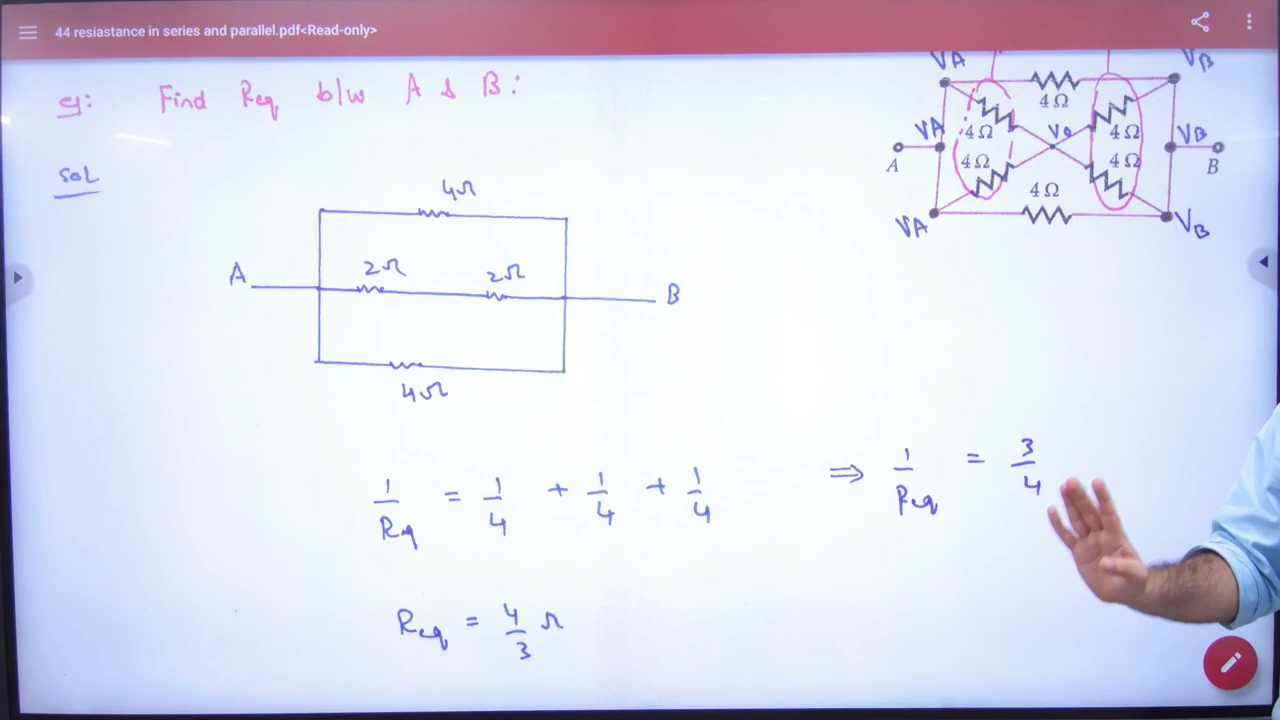 44 resiastance in series and parallel.pdf<Read-only>
eg: Find Req b/w A & B:
VA VB
4Ω
VA 4Ω V0 4Ω VB
A 4Ω 4Ω B
4Ω
VA VB
Sol
4Ω
A 2Ω 2Ω B
4Ω
1/Req = 1/4 + 1/4 + 1/4 ⇒ 1/Req = 3/4
Req = 4/3 Ω